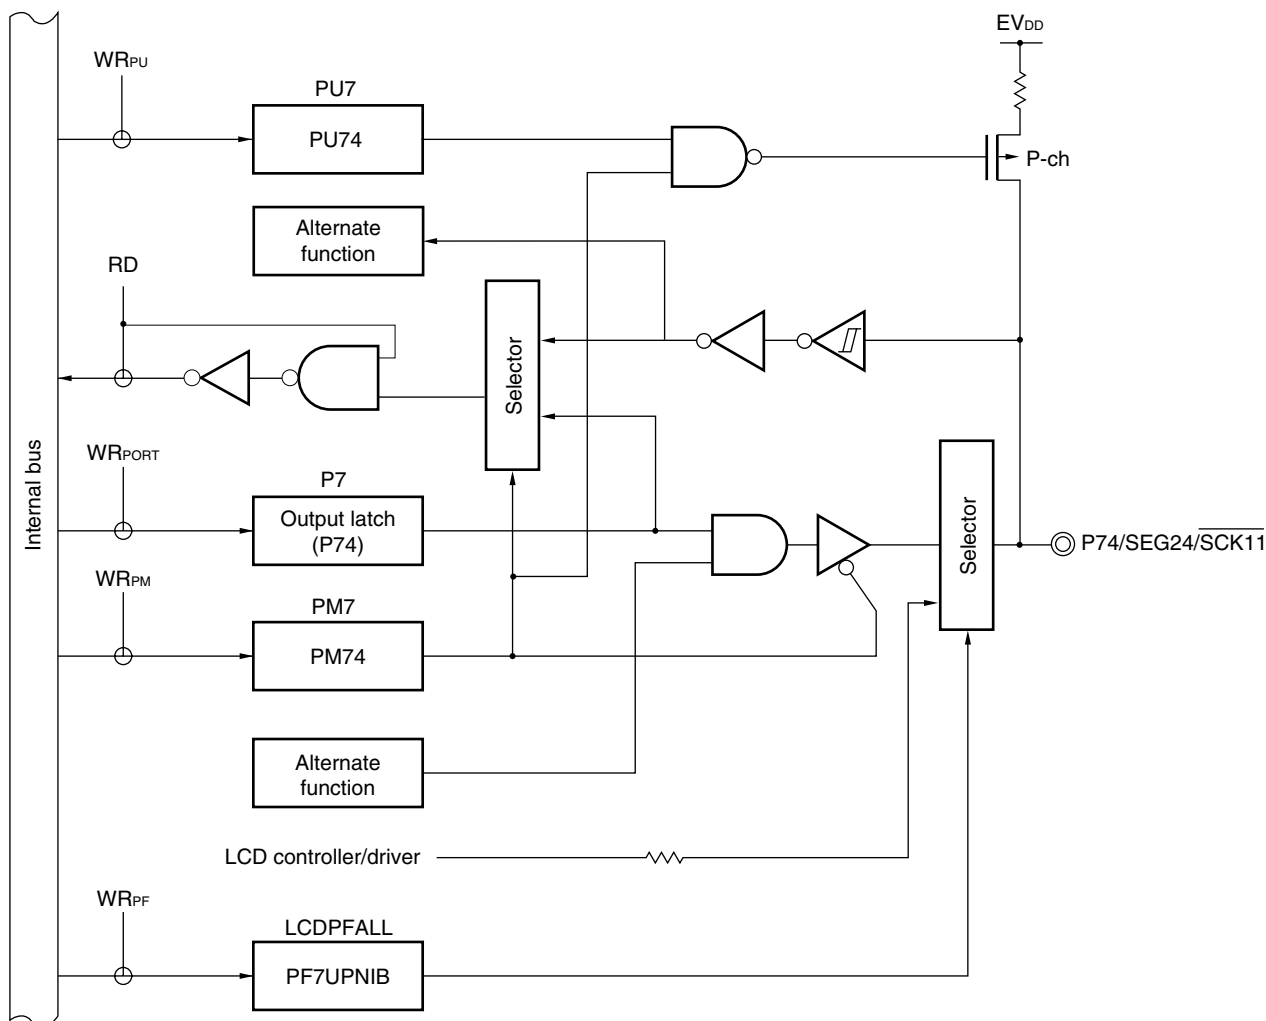 EVDD
WRPU
PU7
PU74
P-ch
Alternate
function
RD
Selector
Internal bus
WRPORT
P7
Output latch
(P74)
Selector
P74/SEG24/SCK11
WRPM
PM7
PM74
Alternate
function
LCD controller/driver
WRPF
LCDPFALL
PF7UPNIB